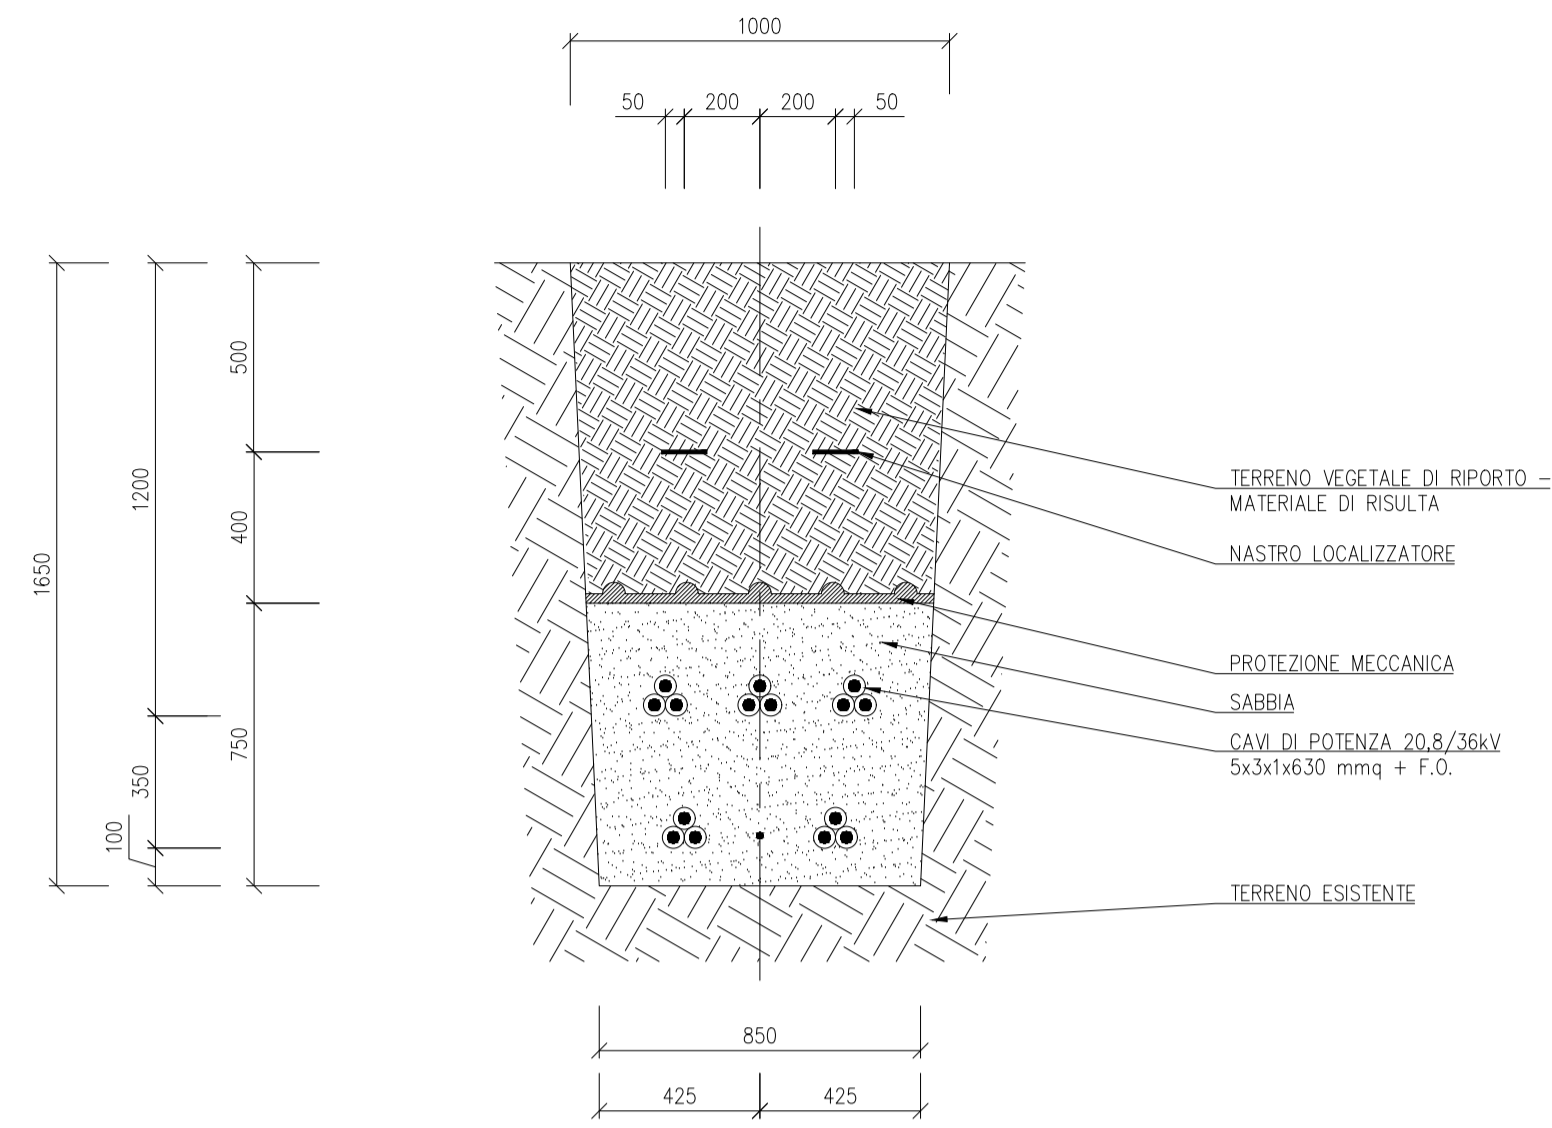 1000
50 200 200 50
500
1200
400
1650
750
350
100
TERRENO VEGETALE DI RIPORTO –
MATERIALE DI RISULTA
NASTRO LOCALIZZATORE
PROTEZIONE MECCANICA
SABBIA
CAVI DI POTENZA 20,8/36kV
5x3x1x630 mmq + F.O.
TERRENO ESISTENTE
850
425 425